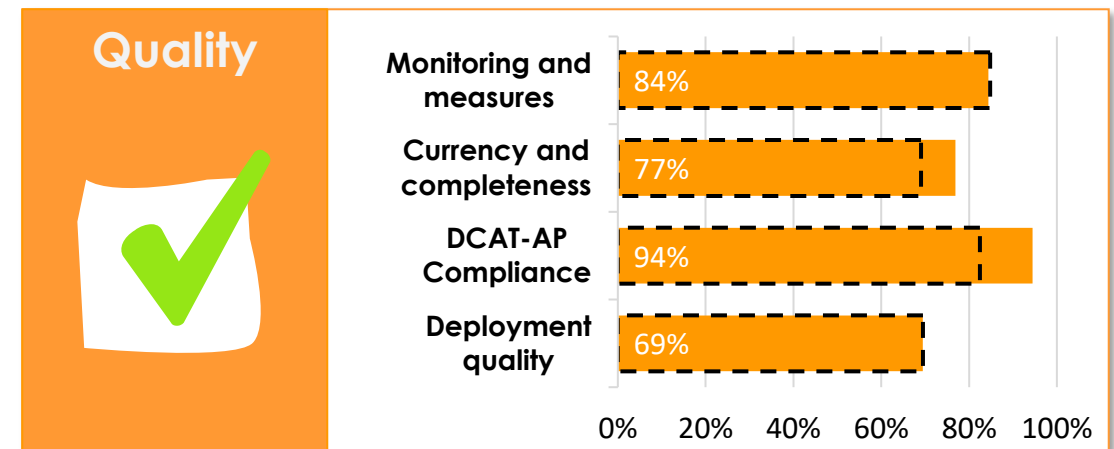 Quality
Monitoring and
measures
84%
Currency and
completeness
77%
DCAT-AP
Compliance
94%
Deployment
quality
69%
0% 20% 40% 60% 80% 100%